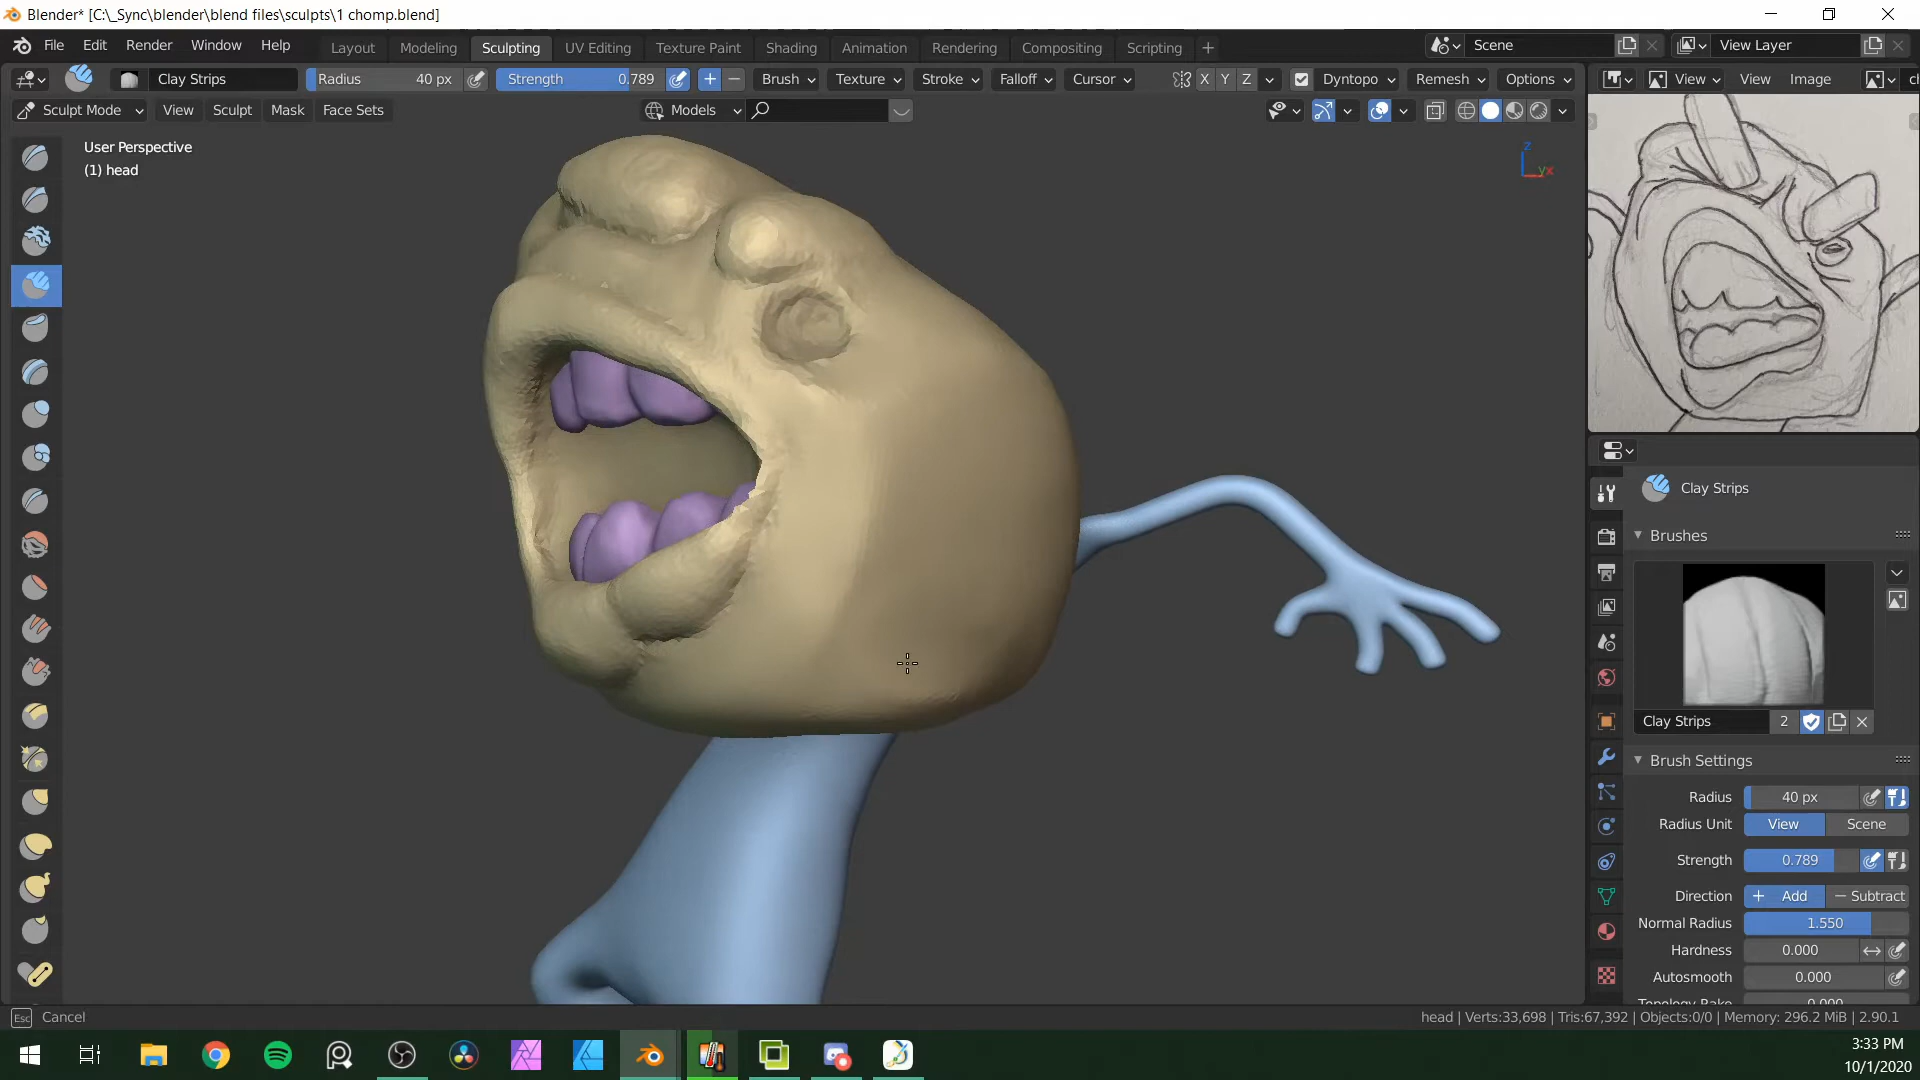 Blender* [C:\_Sync\blender\blend files\sculpts\1 chomp.blend]
File Edit Render Window Help Layout Modeling Sculpting UV Editing Texture Paint Shading Animation Rendering Compositing Scripting + Scene View Layer
Clay Strips Radius 40 px Strength 0.789 + − Brush Texture Stroke Falloff Cursor X Y Z Dyntopo Remesh Options View View Image
Sculpt Mode View Sculpt Mask Face Sets Models
User Perspective
(1) head
Z
Y X
Clay Strips
Brushes
Clay Strips 2
Brush Settings
Radius 40 px
Radius Unit View Scene
Strength 0.789
Direction + Add − Subtract
Normal Radius 1.550
Hardness 0.000
Autosmooth 0.000
Topology Rake 0.000
Esc Cancel head | Verts:33,698 | Tris:67,392 | Objects:0/0 | Memory: 296.2 MiB | 2.90.1
3:33 PM
10/1/2020